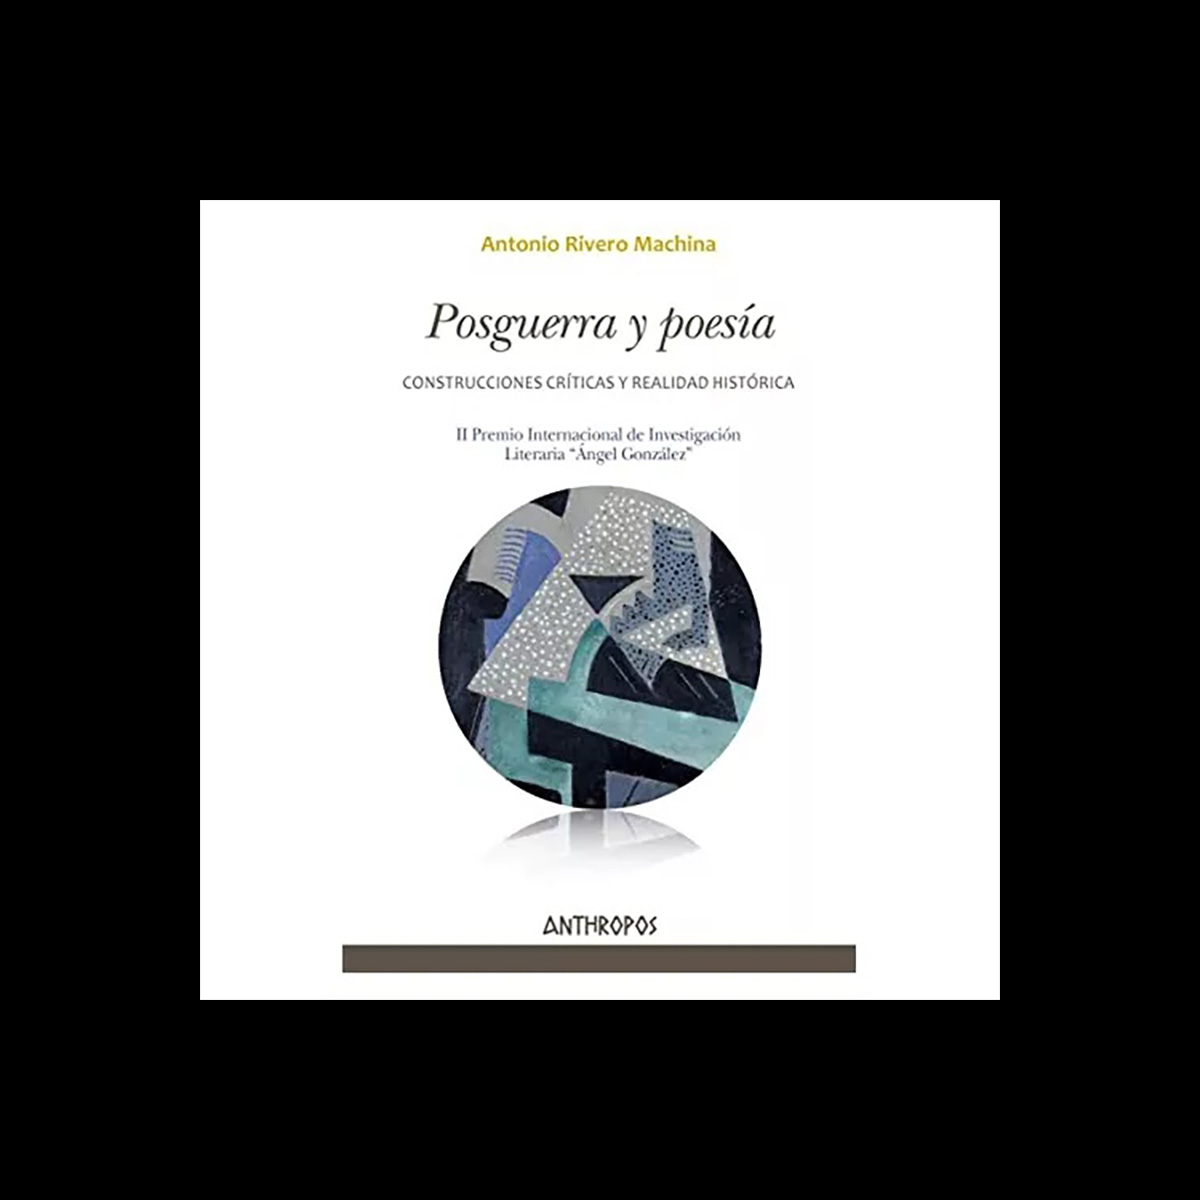 Antonio Rivero Machina
Posguerra y poesía
CONSTRUCCIONES CRÍTICAS Y REALIDAD HISTÓRICA
II Premio Internacional de Investigación
Literaria “Ángel González”
ANTHROPOS